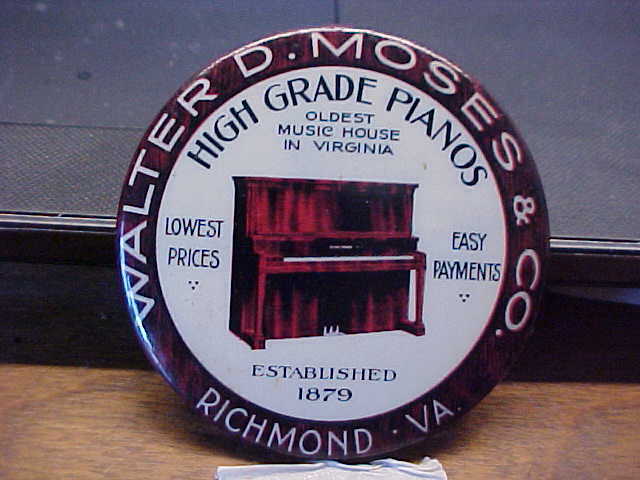 WALTER D. MOSES & CO.
HIGH GRADE PIANOS
OLDEST
MUSIC HOUSE
IN VIRGINIA
LOWEST
PRICES
EASY
PAYMENTS
ESTABLISHED
1879
RICHMOND · VA.